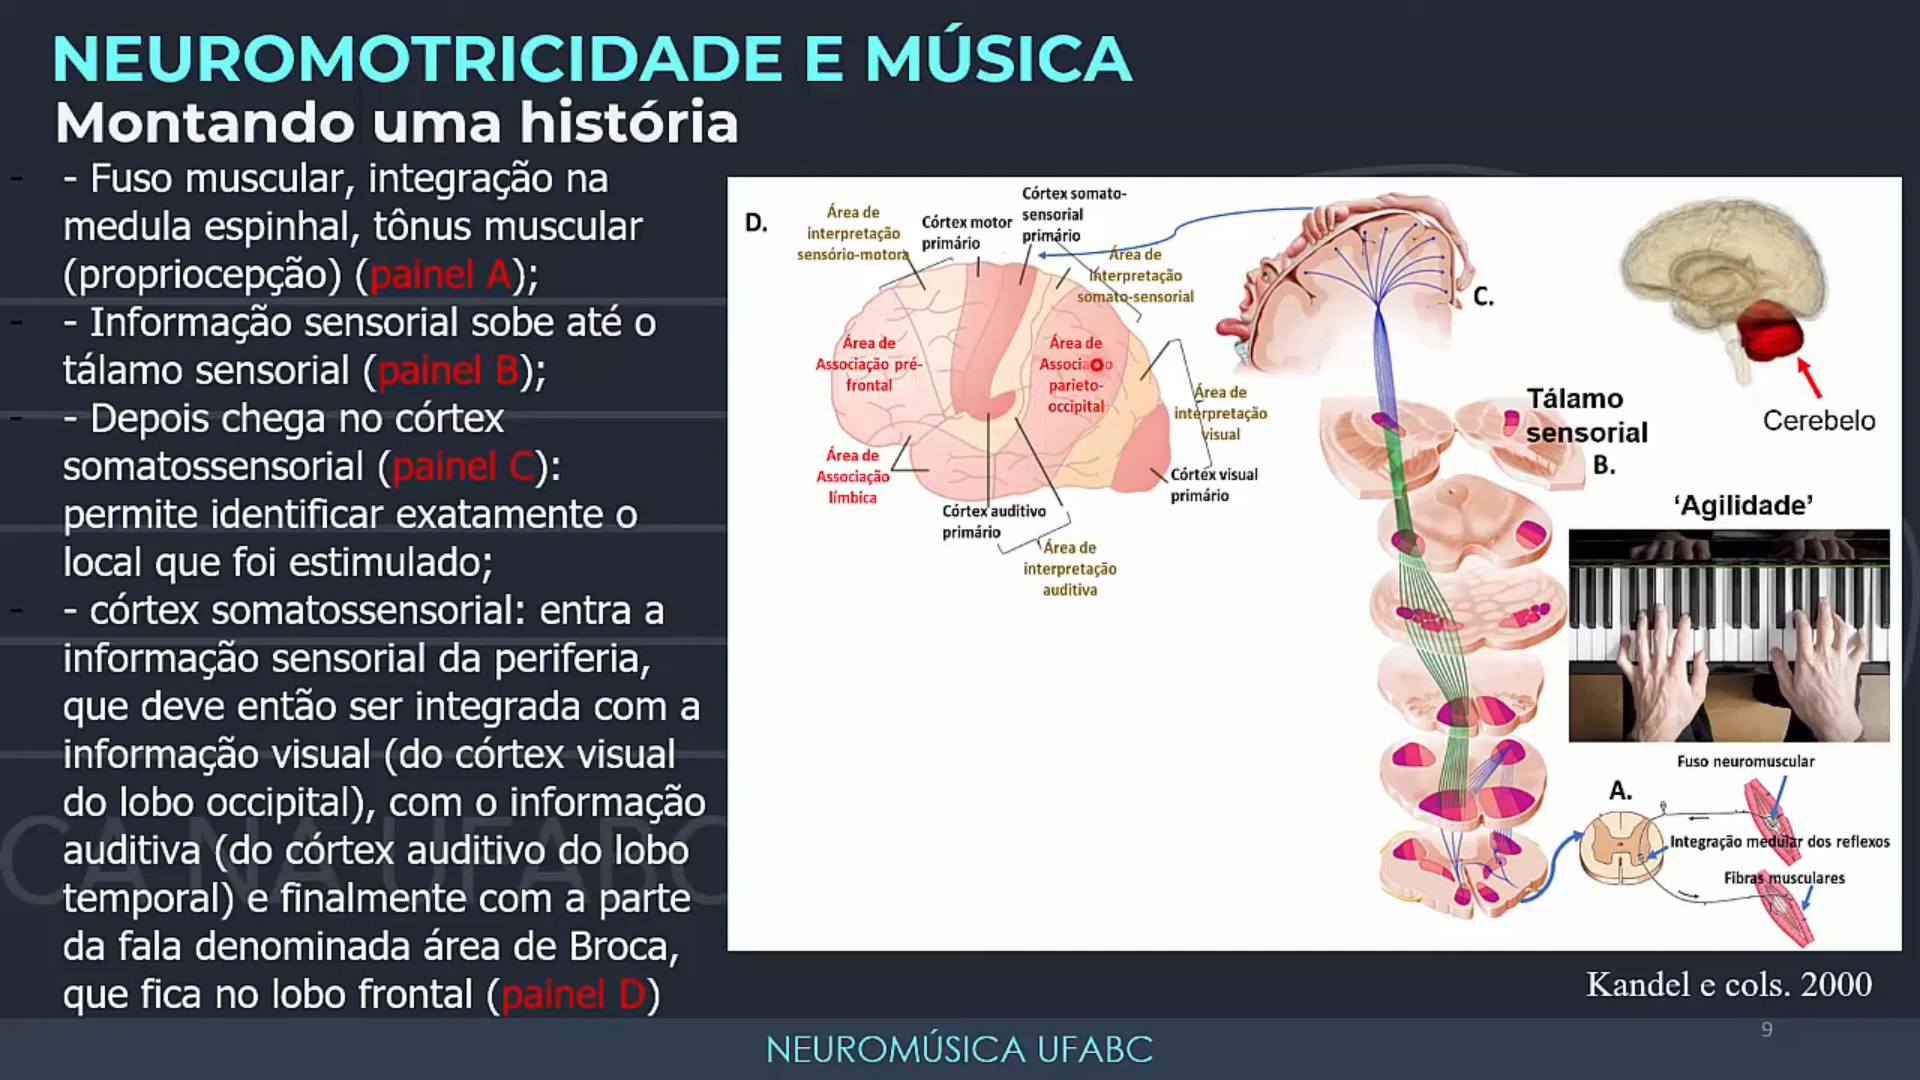 NEUROMOTRICIDADE E MÚSICA
Montando uma história
- - Fuso muscular, integração na
medula espinhal, tônus muscular
(propriocepção) (painel A);
- - Informação sensorial sobe até o
tálamo sensorial (painel B);
- - Depois chega no córtex
somatossensorial (painel C):
permite identificar exatamente o
local que foi estimulado;
- - córtex somatossensorial: entra a
informação sensorial da periferia,
que deve então ser integrada com a
informação visual (do córtex visual
do lobo occipital), com o informação
auditiva (do córtex auditivo do lobo
temporal) e finalmente com a parte
da fala denominada área de Broca,
que fica no lobo frontal (painel D)
D.
Área de
interpretação
sensório-motora
Córtex motor
primário
Córtex somato-
sensorial
primário
Área de
interpretação
somato-sensorial
Área de
Associação pré-
frontal
Área de
Associação
parieto-
occipital
Área de
interpretação
visual
Área de
Associação
límbica
Córtex visual
primário
Córtex auditivo
primário
Área de
interpretação
auditiva
C.
Tálamo
sensorial
B.
Cerebelo
‘Agilidade’
Fuso neuromuscular
A.
Integração medular dos reflexos
Fibras musculares
Kandel e cols. 2000
9
CA NA UFABC
NEUROMÚSICA UFABC